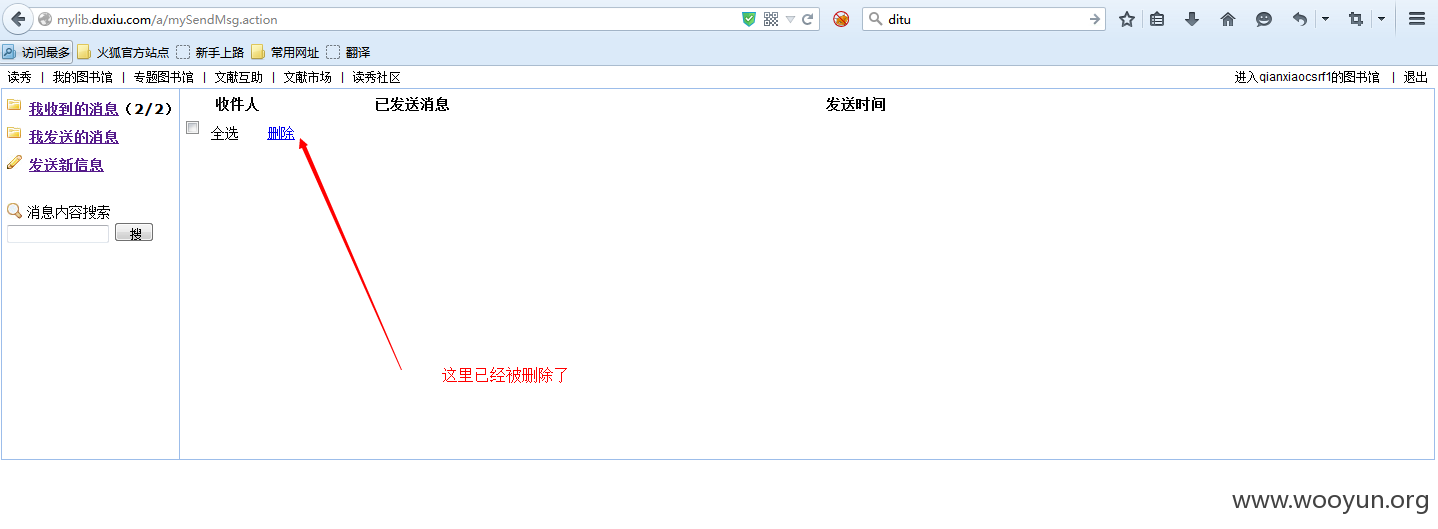 mylib.duxiu.com/a/mySendMsg.action ditu
访问最多 火狐官方站点 新手上路 常用网址 翻译
读秀 | 我的图书馆 | 专题图书馆 | 文献互助 | 文献市场 | 读秀社区 进入qianxiaocsrf1的图书馆 | 退出
我收到的消息 (2/2) 收件人 已发送消息 发送时间
我发送的消息 全选 删除
发送新信息
消息内容搜索
搜
这里已经被删除了
www.wooyun.org